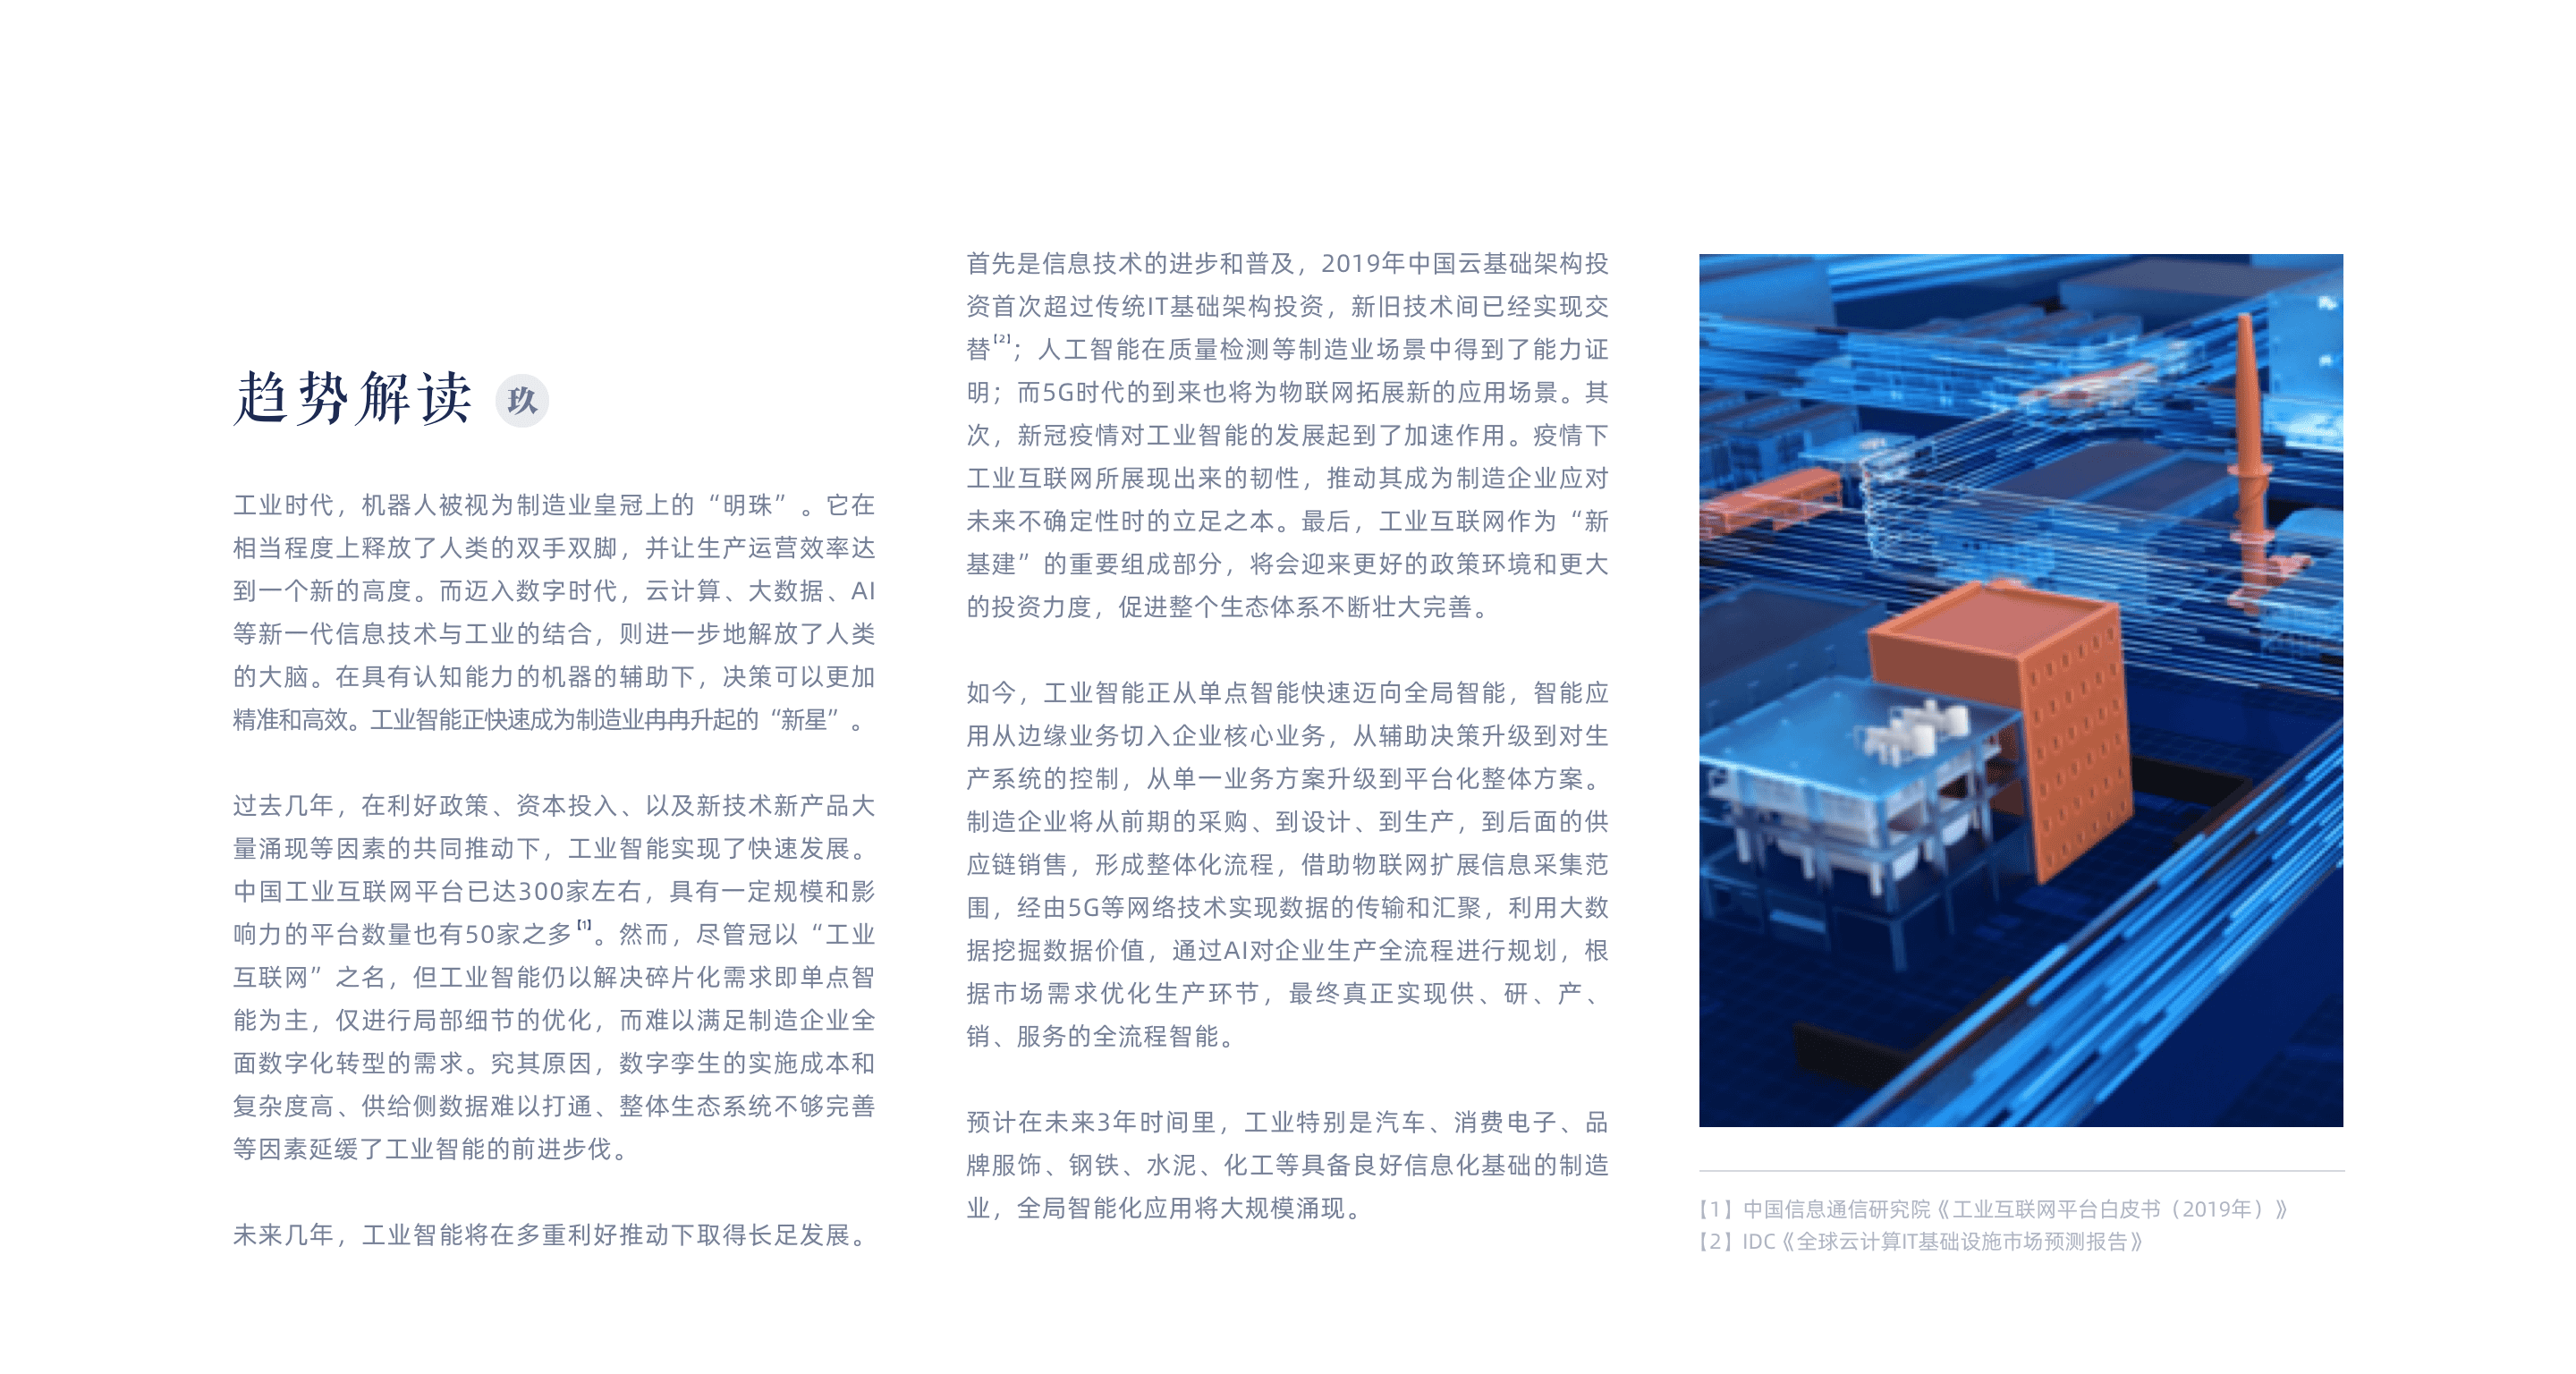 趋势解读 玖
工业时代，机器人被视为制造业皇冠上的“明珠”。它在
相当程度上释放了人类的双手双脚，并让生产运营效率达
到一个新的高度。而迈入数字时代，云计算、大数据、AI
等新一代信息技术与工业的结合，则进一步地解放了人类
的大脑。在具有认知能力的机器的辅助下，决策可以更加
精准和高效。工业智能正快速成为制造业冉冉升起的“新星”。
过去几年，在利好政策、资本投入、以及新技术新产品大
量涌现等因素的共同推动下，工业智能实现了快速发展。
中国工业互联网平台已达300家左右，具有一定规模和影
响力的平台数量也有50家之多【1】。然而，尽管冠以“工业
互联网”之名，但工业智能仍以解决碎片化需求即单点智
能为主，仅进行局部细节的优化，而难以满足制造企业全
面数字化转型的需求。究其原因，数字孪生的实施成本和
复杂度高、供给侧数据难以打通、整体生态系统不够完善
等因素延缓了工业智能的前进步伐。
未来几年，工业智能将在多重利好推动下取得长足发展。
首先是信息技术的进步和普及，2019年中国云基础架构投
资首次超过传统IT基础架构投资，新旧技术间已经实现交
替【2】；人工智能在质量检测等制造业场景中得到了能力证
明；而5G时代的到来也将为物联网拓展新的应用场景。其
次，新冠疫情对工业智能的发展起到了加速作用。疫情下
工业互联网所展现出来的韧性，推动其成为制造企业应对
未来不确定性时的立足之本。最后，工业互联网作为“新
基建”的重要组成部分，将会迎来更好的政策环境和更大
的投资力度，促进整个生态体系不断壮大完善。
如今，工业智能正从单点智能快速迈向全局智能，智能应
用从边缘业务切入企业核心业务，从辅助决策升级到对生
产系统的控制，从单一业务方案升级到平台化整体方案。
制造企业将从前期的采购、到设计、到生产，到后面的供
应链销售，形成整体化流程，借助物联网扩展信息采集范
围，经由5G等网络技术实现数据的传输和汇聚，利用大数
据挖掘数据价值，通过AI对企业生产全流程进行规划，根
据市场需求优化生产环节，最终真正实现供、研、产、
销、服务的全流程智能。
预计在未来3年时间里，工业特别是汽车、消费电子、品
牌服饰、钢铁、水泥、化工等具备良好信息化基础的制造
业，全局智能化应用将大规模涌现。
【1】中国信息通信研究院《工业互联网平台白皮书（2019年）》
【2】IDC《全球云计算IT基础设施市场预测报告》